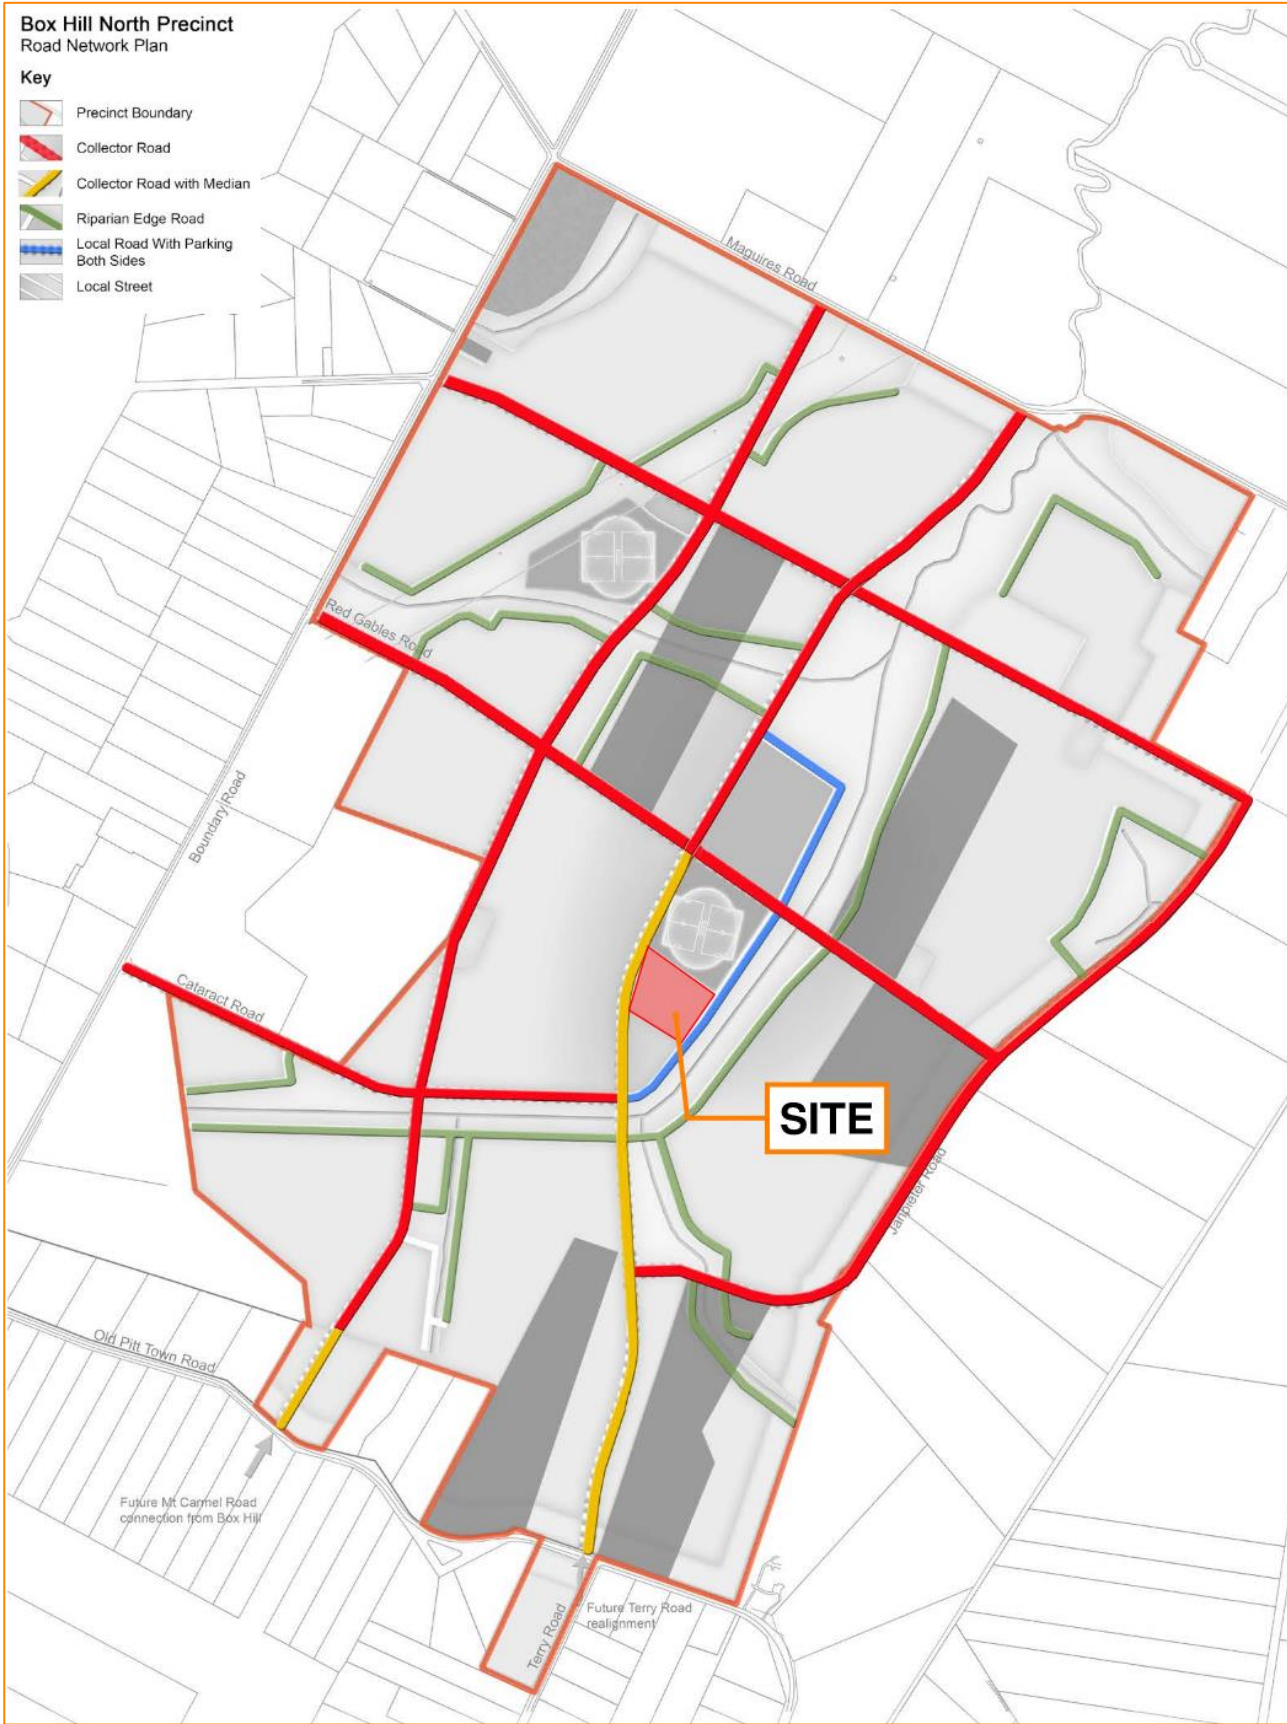 Box Hill North Precinct
Road Network Plan
Key
Precinct Boundary
Collector Road
Collector Road with Median
Riparian Edge Road
Local Road With Parking
Both Sides
Local Street
Maguires Road
Red Gables Road
Boundary Road
Cataract Road
SITE
Janpieter Road
Old Pitt Town Road
Future Mt Carmel Road
connection from Box Hill
Terry Road
Future Terry Road
realignment